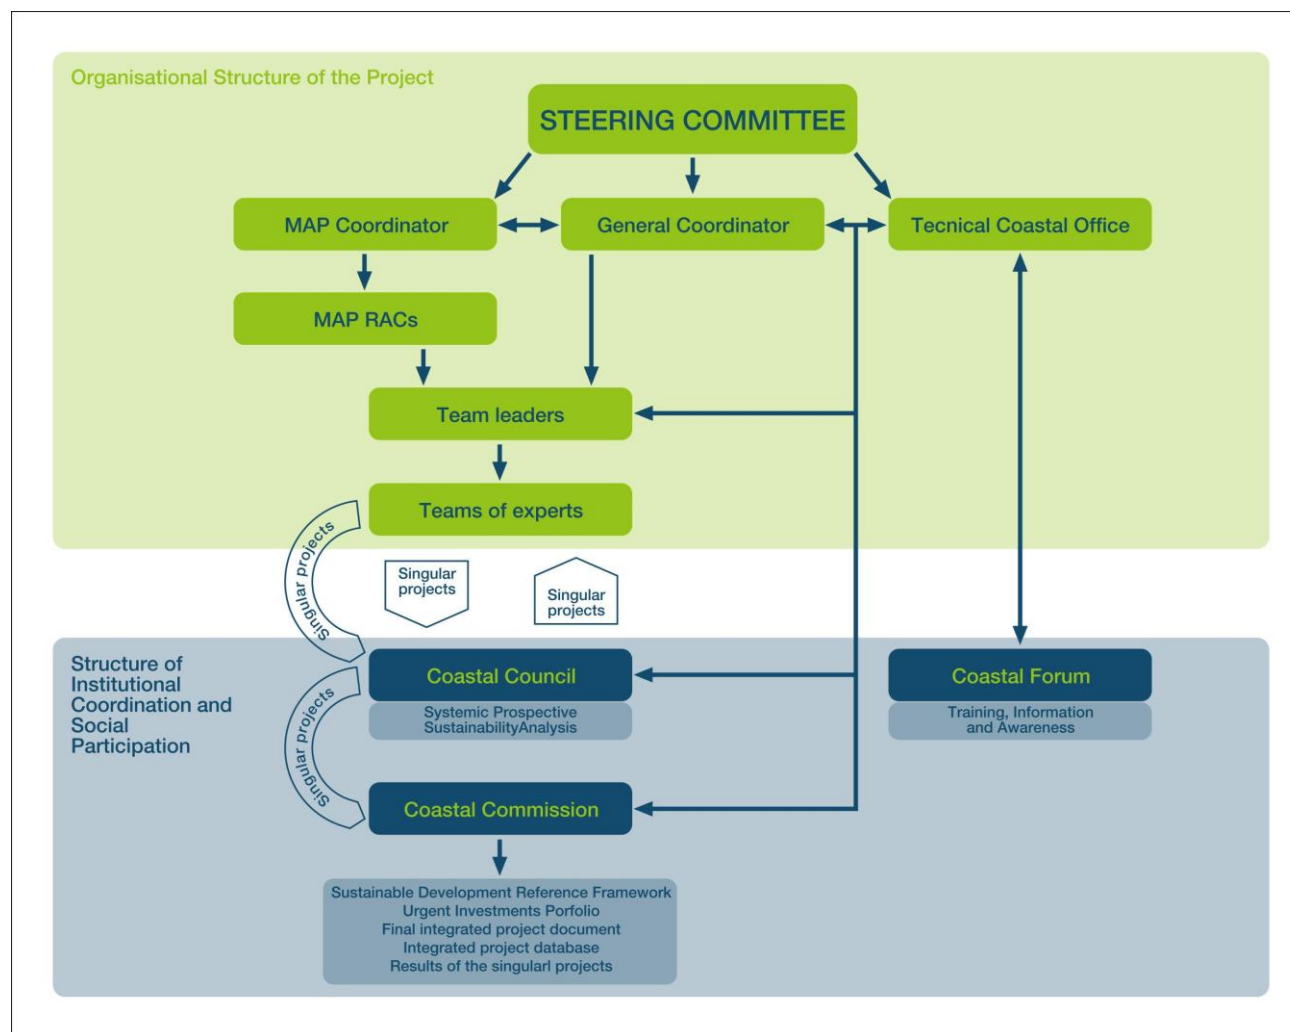 Organisational Structure of the Project
STEERING COMMITTEE
MAP Coordinator
General Coordinator
Tecnical Coastal Office
MAP RACs
Team leaders
Teams of experts
Singular projects
Singular
projects
Singular
projects
Structure of
Institutional
Coordination and
Social
Participation
Coastal Council
Systemic Prospective
SustainabilityAnalysis
Coastal Forum
Training, Information
and Awareness
Singular projects
Coastal Commission
Sustainable Development Reference Framework
Urgent Investments Porfolio
Final integrated project document
Integrated project database
Results of the singularl projects